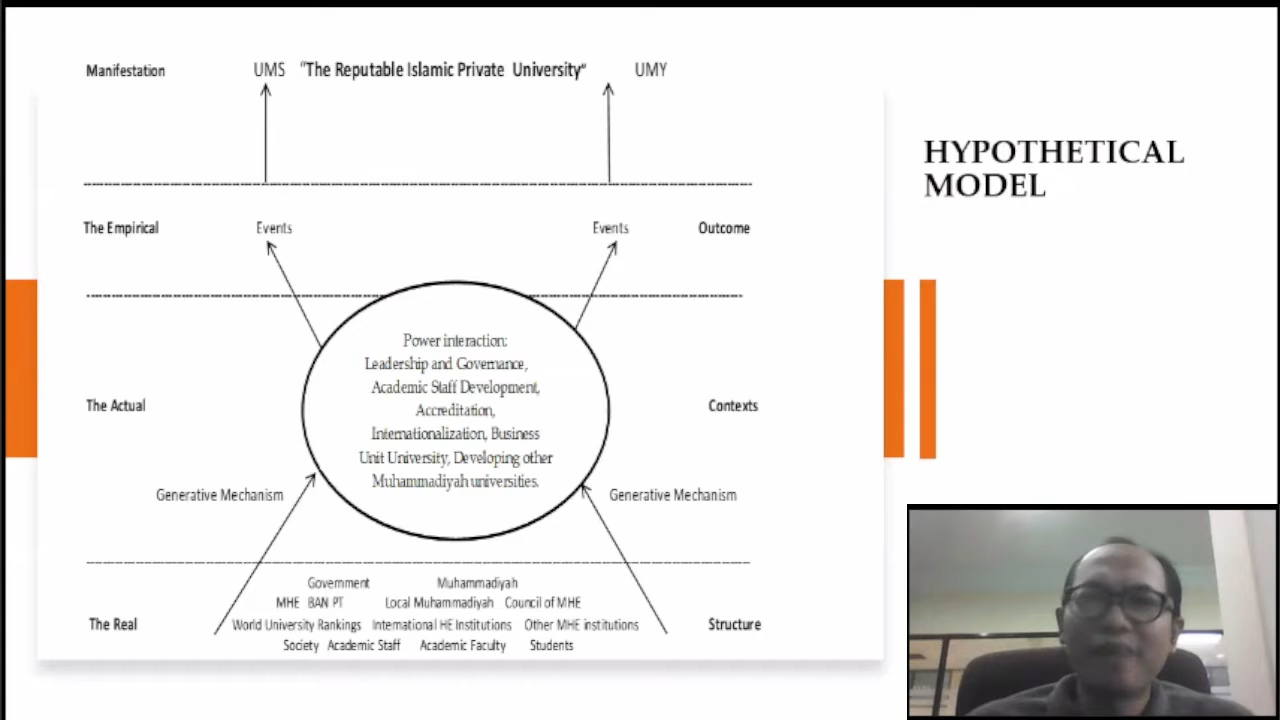 Manifestation UMS "The Reputable Islamic Private University" UMY
HYPOTHETICAL
MODEL
The Empirical Events Events Outcome
Power interaction:
Leadership and Governance,
Academic Staff Development,
Accreditation,
Internationalization, Business
Unit University, Developing other
Muhammadiyah universities.
The Actual Contexts
Generative Mechanism Generative Mechanism
Government Muhammadiyah
MHE BAN PT Local Muhammadiyah Council of MHE
The Real World University Rankings International HE Institutions Other MHE institutions Structure
Society Academic Staff Academic Faculty Students